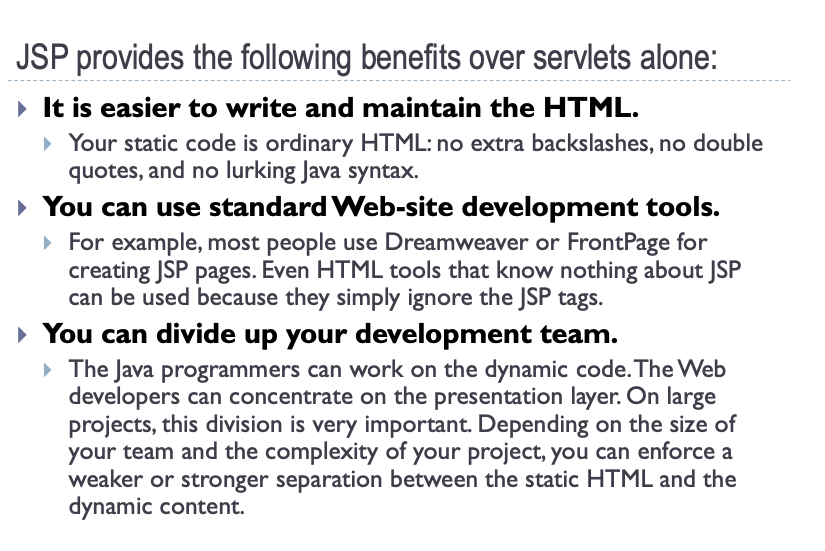 JSP provides the following benefits over servlets alone:
It is easier to write and maintain the HTML.
Your static code is ordinary HTML: no extra backslashes, no double
quotes, and no lurking Java syntax.
You can use standard Web-site development tools.
For example, most people use Dreamweaver or FrontPage for
creating JSP pages. Even HTML tools that know nothing about JSP
can be used because they simply ignore the JSP tags.
You can divide up your development team.
The Java programmers can work on the dynamic code. The Web
developers can concentrate on the presentation layer. On large
projects, this division is very important. Depending on the size of
your team and the complexity of your project, you can enforce a
weaker or stronger separation between the static HTML and the
dynamic content.